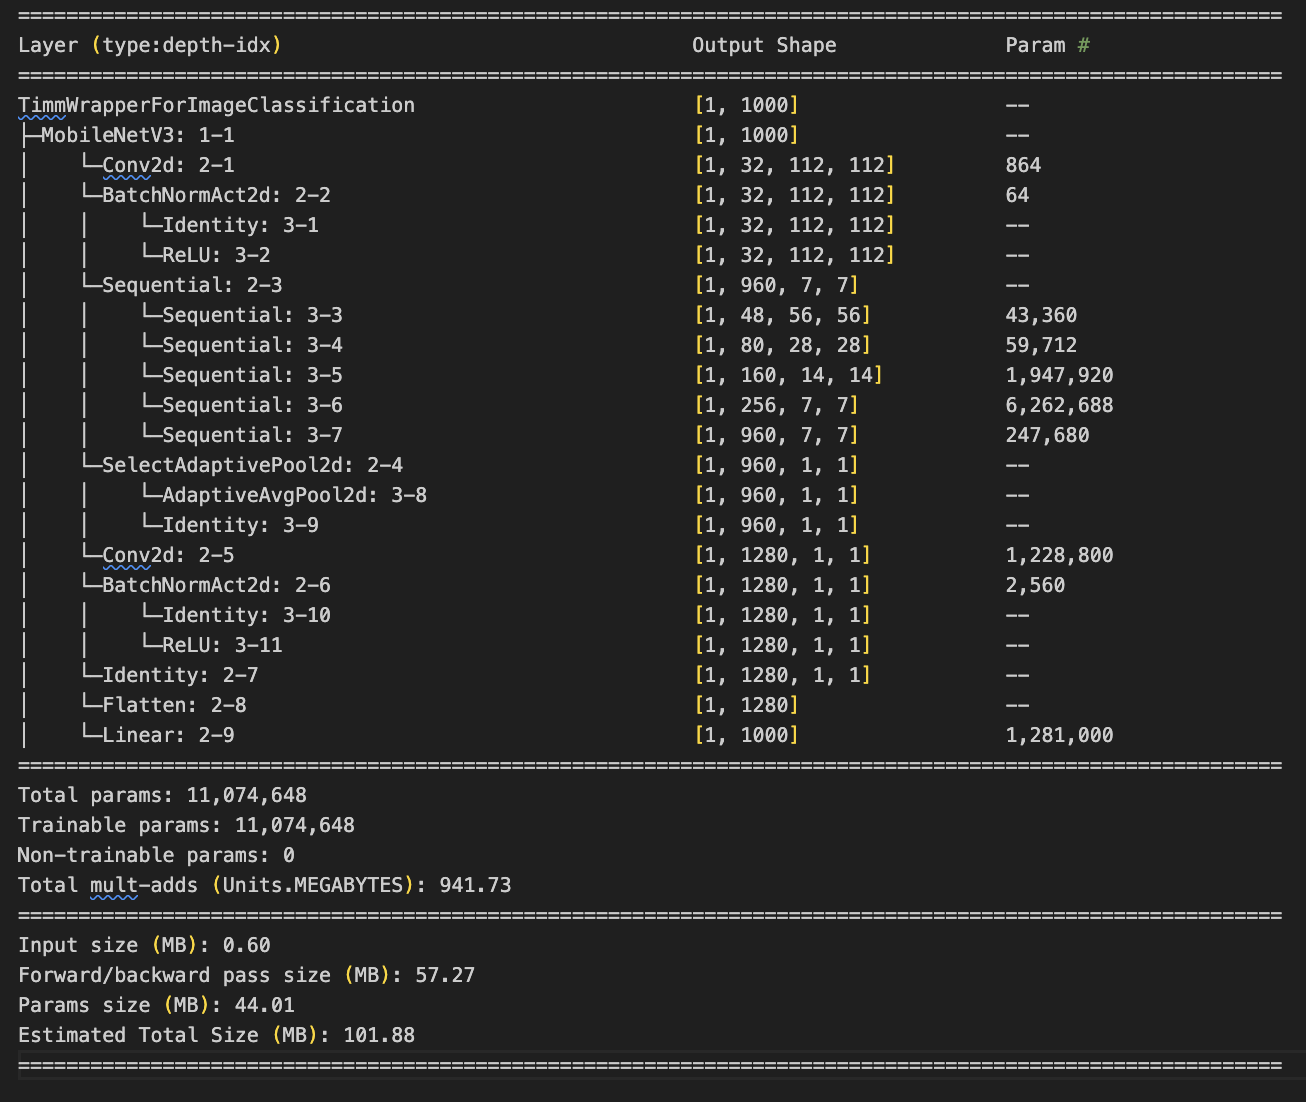 =========================================================================================================
Layer (type:depth-idx)                                  Output Shape              Param #
=========================================================================================================
TimmWrapperForImageClassification                       [1, 1000]                 --
├─MobileNetV3: 1-1                                      [1, 1000]                 --
│    └─Conv2d: 2-1                                      [1, 32, 112, 112]         864
│    └─BatchNormAct2d: 2-2                              [1, 32, 112, 112]         64
│    │    └─Identity: 3-1                               [1, 32, 112, 112]         --
│    │    └─ReLU: 3-2                                   [1, 32, 112, 112]         --
│    └─Sequential: 2-3                                  [1, 960, 7, 7]            --
│    │    └─Sequential: 3-3                             [1, 48, 56, 56]           43,360
│    │    └─Sequential: 3-4                             [1, 80, 28, 28]           59,712
│    │    └─Sequential: 3-5                             [1, 160, 14, 14]          1,947,920
│    │    └─Sequential: 3-6                             [1, 256, 7, 7]            6,262,688
│    │    └─Sequential: 3-7                             [1, 960, 7, 7]            247,680
│    └─SelectAdaptivePool2d: 2-4                        [1, 960, 1, 1]            --
│    │    └─AdaptiveAvgPool2d: 3-8                      [1, 960, 1, 1]            --
│    │    └─Identity: 3-9                               [1, 960, 1, 1]            --
│    └─Conv2d: 2-5                                      [1, 1280, 1, 1]           1,228,800
│    └─BatchNormAct2d: 2-6                              [1, 1280, 1, 1]           2,560
│    │    └─Identity: 3-10                              [1, 1280, 1, 1]           --
│    │    └─ReLU: 3-11                                  [1, 1280, 1, 1]           --
│    └─Identity: 2-7                                    [1, 1280, 1, 1]           --
│    └─Flatten: 2-8                                     [1, 1280]                 --
│    └─Linear: 2-9                                      [1, 1000]                 1,281,000
=========================================================================================================
Total params: 11,074,648
Trainable params: 11,074,648
Non-trainable params: 0
Total mult-adds (Units.MEGABYTES): 941.73
=========================================================================================================
Input size (MB): 0.60
Forward/backward pass size (MB): 57.27
Params size (MB): 44.01
Estimated Total Size (MB): 101.88
=========================================================================================================